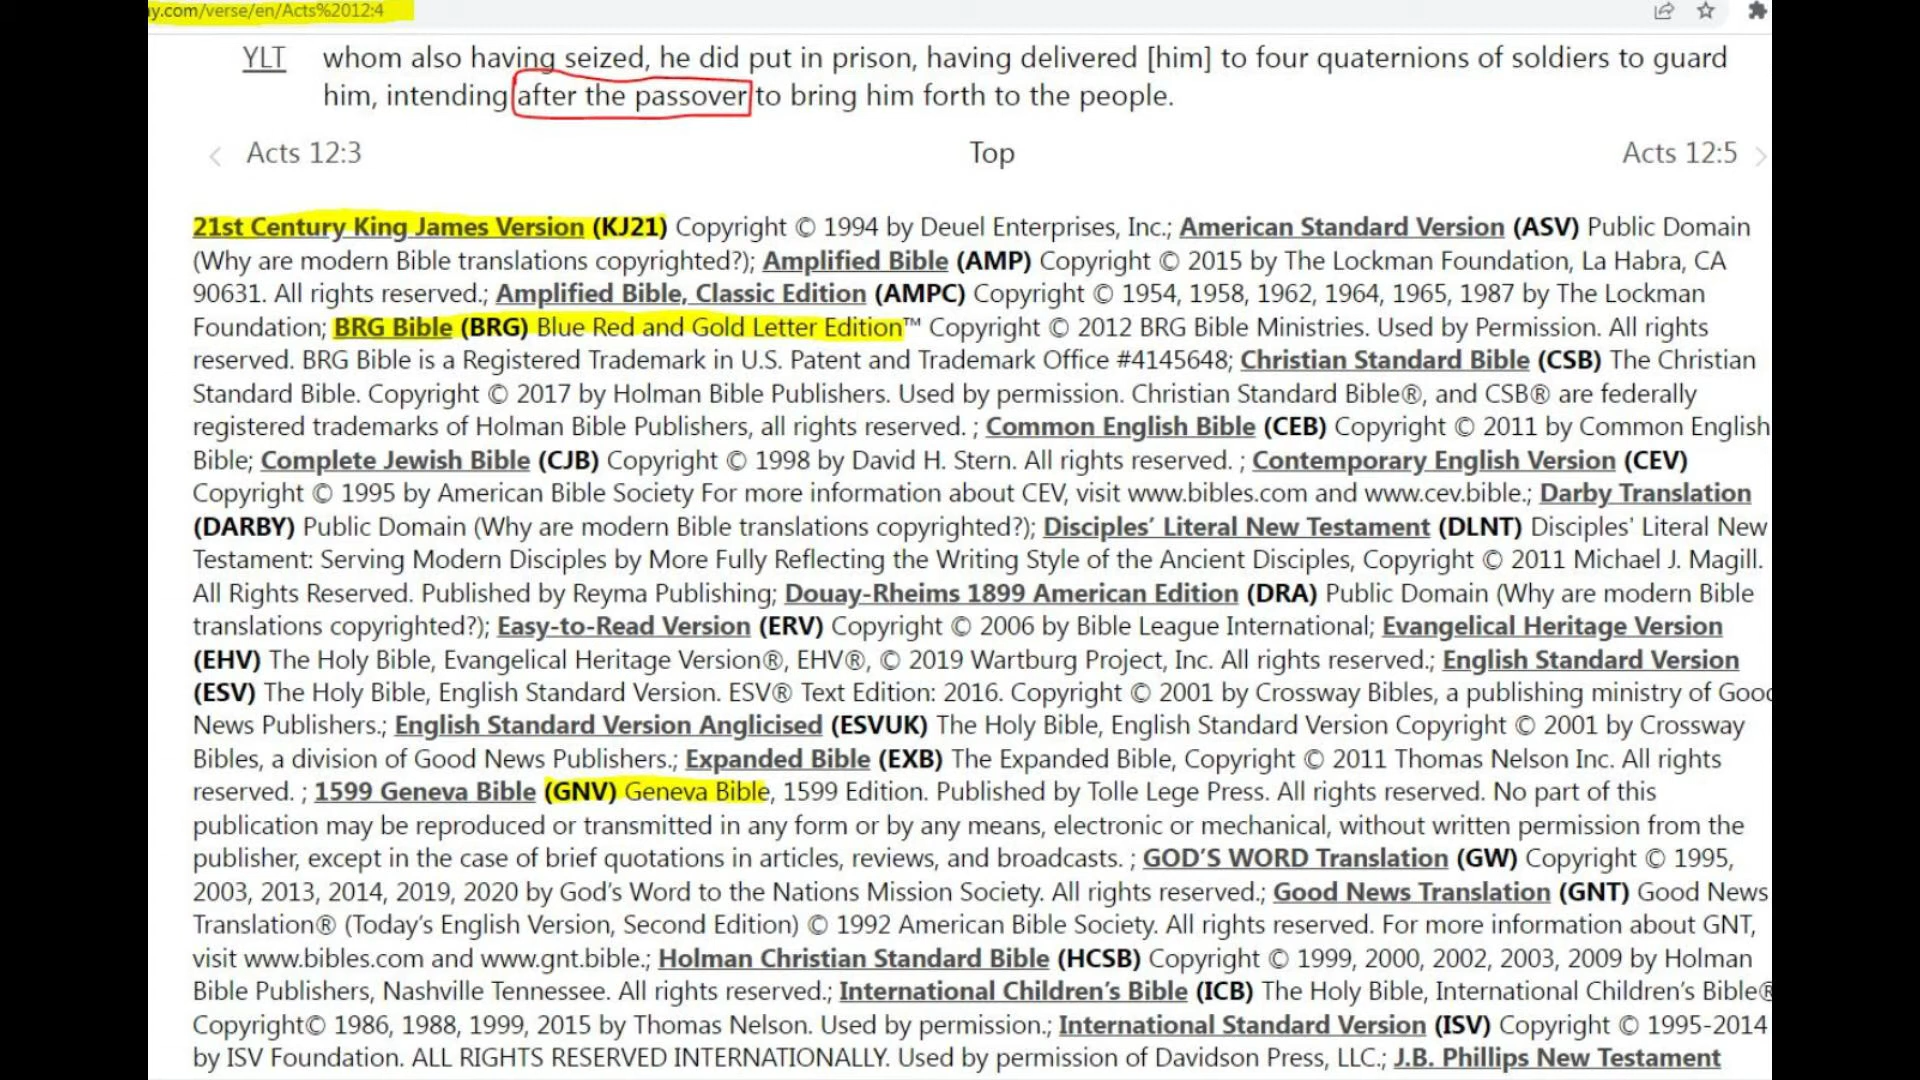 y.com/verse/en/Acts%2012:4
YLT whom also having seized, he did put in prison, having delivered [him] to four quaternions of soldiers to guard
him, intending after the passover to bring him forth to the people.
Acts 12:3 Top Acts 12:5
21st Century King James Version (KJ21) Copyright © 1994 by Deuel Enterprises, Inc.; American Standard Version (ASV) Public Domain
(Why are modern Bible translations copyrighted?); Amplified Bible (AMP) Copyright © 2015 by The Lockman Foundation, La Habra, CA
90631. All rights reserved.; Amplified Bible, Classic Edition (AMPC) Copyright © 1954, 1958, 1962, 1964, 1965, 1987 by The Lockman
Foundation; BRG Bible (BRG) Blue Red and Gold Letter Edition™ Copyright © 2012 BRG Bible Ministries. Used by Permission. All rights
reserved. BRG Bible is a Registered Trademark in U.S. Patent and Trademark Office #4145648; Christian Standard Bible (CSB) The Christian
Standard Bible. Copyright © 2017 by Holman Bible Publishers. Used by permission. Christian Standard Bible®, and CSB® are federally
registered trademarks of Holman Bible Publishers, all rights reserved. ; Common English Bible (CEB) Copyright © 2011 by Common English
Bible; Complete Jewish Bible (CJB) Copyright © 1998 by David H. Stern. All rights reserved. ; Contemporary English Version (CEV)
Copyright © 1995 by American Bible Society For more information about CEV, visit www.bibles.com and www.cev.bible.; Darby Translation
(DARBY) Public Domain (Why are modern Bible translations copyrighted?); Disciples’ Literal New Testament (DLNT) Disciples' Literal New
Testament: Serving Modern Disciples by More Fully Reflecting the Writing Style of the Ancient Disciples, Copyright © 2011 Michael J. Magill.
All Rights Reserved. Published by Reyma Publishing; Douay-Rheims 1899 American Edition (DRA) Public Domain (Why are modern Bible
translations copyrighted?); Easy-to-Read Version (ERV) Copyright © 2006 by Bible League International; Evangelical Heritage Version
(EHV) The Holy Bible, Evangelical Heritage Version®, EHV®, © 2019 Wartburg Project, Inc. All rights reserved.; English Standard Version
(ESV) The Holy Bible, English Standard Version. ESV® Text Edition: 2016. Copyright © 2001 by Crossway Bibles, a publishing ministry of Good
News Publishers.; English Standard Version Anglicised (ESVUK) The Holy Bible, English Standard Version Copyright © 2001 by Crossway
Bibles, a division of Good News Publishers.; Expanded Bible (EXB) The Expanded Bible, Copyright © 2011 Thomas Nelson Inc. All rights
reserved. ; 1599 Geneva Bible (GNV) Geneva Bible, 1599 Edition. Published by Tolle Lege Press. All rights reserved. No part of this
publication may be reproduced or transmitted in any form or by any means, electronic or mechanical, without written permission from the
publisher, except in the case of brief quotations in articles, reviews, and broadcasts. ; GOD’S WORD Translation (GW) Copyright © 1995,
2003, 2013, 2014, 2019, 2020 by God’s Word to the Nations Mission Society. All rights reserved.; Good News Translation (GNT) Good News
Translation® (Today’s English Version, Second Edition) © 1992 American Bible Society. All rights reserved. For more information about GNT,
visit www.bibles.com and www.gnt.bible.; Holman Christian Standard Bible (HCSB) Copyright © 1999, 2000, 2002, 2003, 2009 by Holman
Bible Publishers, Nashville Tennessee. All rights reserved.; International Children’s Bible (ICB) The Holy Bible, International Children’s Bible®
Copyright© 1986, 1988, 1999, 2015 by Thomas Nelson. Used by permission.; International Standard Version (ISV) Copyright © 1995-2014
by ISV Foundation. ALL RIGHTS RESERVED INTERNATIONALLY. Used by permission of Davidson Press, LLC.; J.B. Phillips New Testament